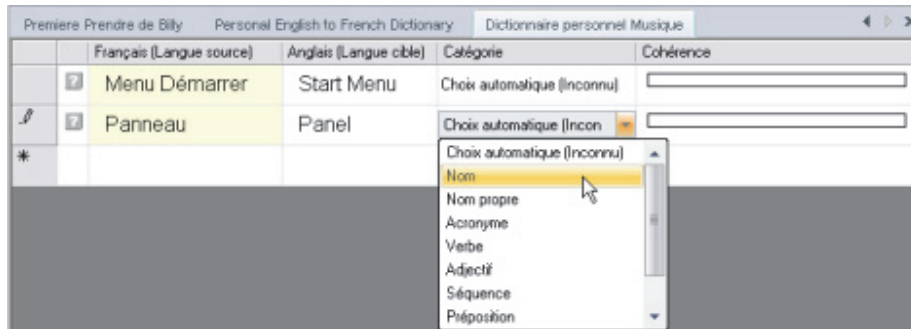 Premiere Prendre de Billy Personal English to French Dictionary Dictionnaire personnel Musique
Français (Langue source) Anglais (Langue cible) Catégorie Cohérence
Menu Démarrer Start Menu Choix automatique (Inconnu)
Panneau Panel Choix automatique (Incon
Choix automatique (Inconnu)
Nom
Nom propre
Acronyme
Verbe
Adjectif
Séquence
Préposition